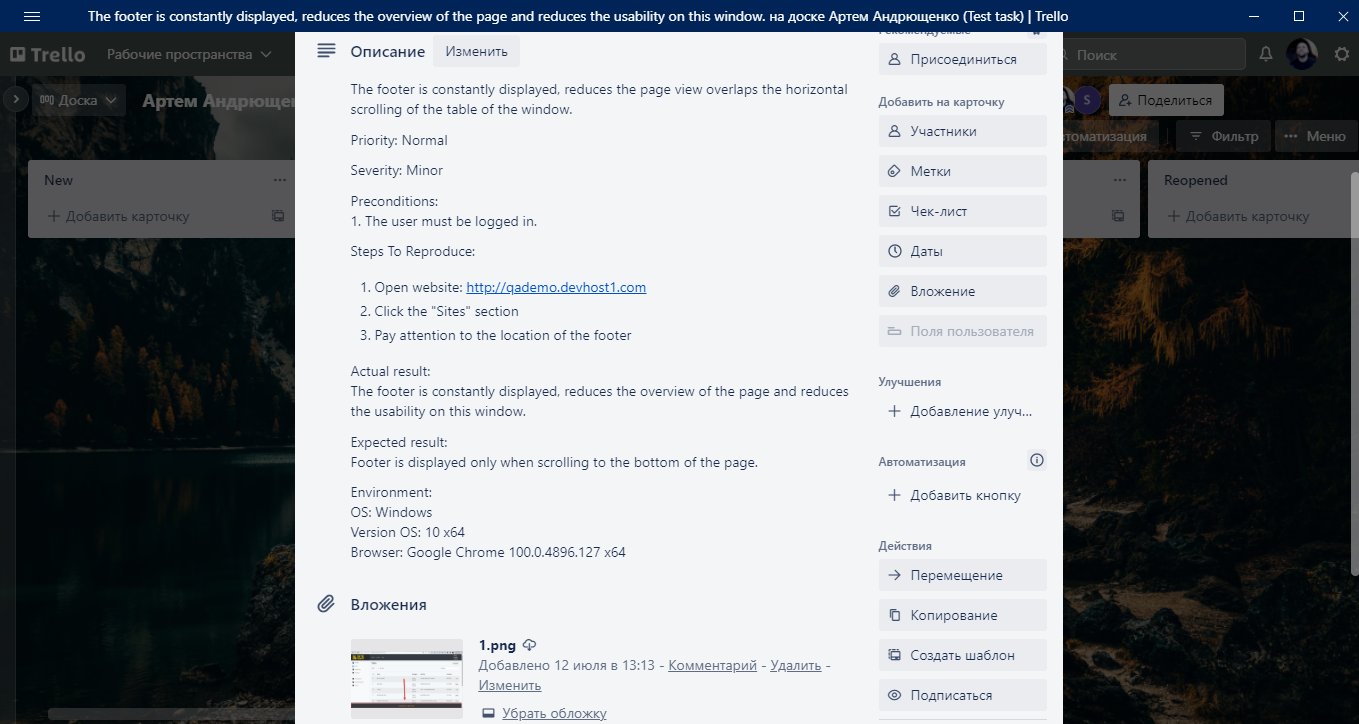 The footer is constantly displayed, reduces the overview of the page and reduces the usability on this window. на доске Артем Андрющенко (Test task) | Trello
Trello
Рабочие пространства
Поиск
Доска
Артем Андрющен
S
Поделиться
томатизация
Фильтр
Меню
New
Добавить карточку
Reopened
Добавить карточку
Описание
Изменить
The footer is constantly displayed, reduces the page view overlaps the horizontal
scrolling of the table of the window.
Priority: Normal
Severity: Minor
Preconditions:
1. The user must be logged in.
Steps To Reproduce:
1. Open website: http://qademo.devhost1.com
2. Click the "Sites" section
3. Pay attention to the location of the footer
Actual result:
The footer is constantly displayed, reduces the overview of the page and reduces
the usability on this window.
Expected result:
Footer is displayed only when scrolling to the bottom of the page.
Environment:
OS: Windows
Version OS: 10 x64
Browser: Google Chrome 100.0.4896.127 x64
Вложения
1.png
Добавлено 12 июля в 13:13 - Комментарий - Удалить -
Изменить
Убрать обложку
Рекомендуемые
Присоединиться
Добавить на карточку
Участники
Метки
Чек-лист
Даты
Вложение
Поля пользователя
Улучшения
Добавление улуч...
Автоматизация
Добавить кнопку
Действия
Перемещение
Копирование
Создать шаблон
Подписаться